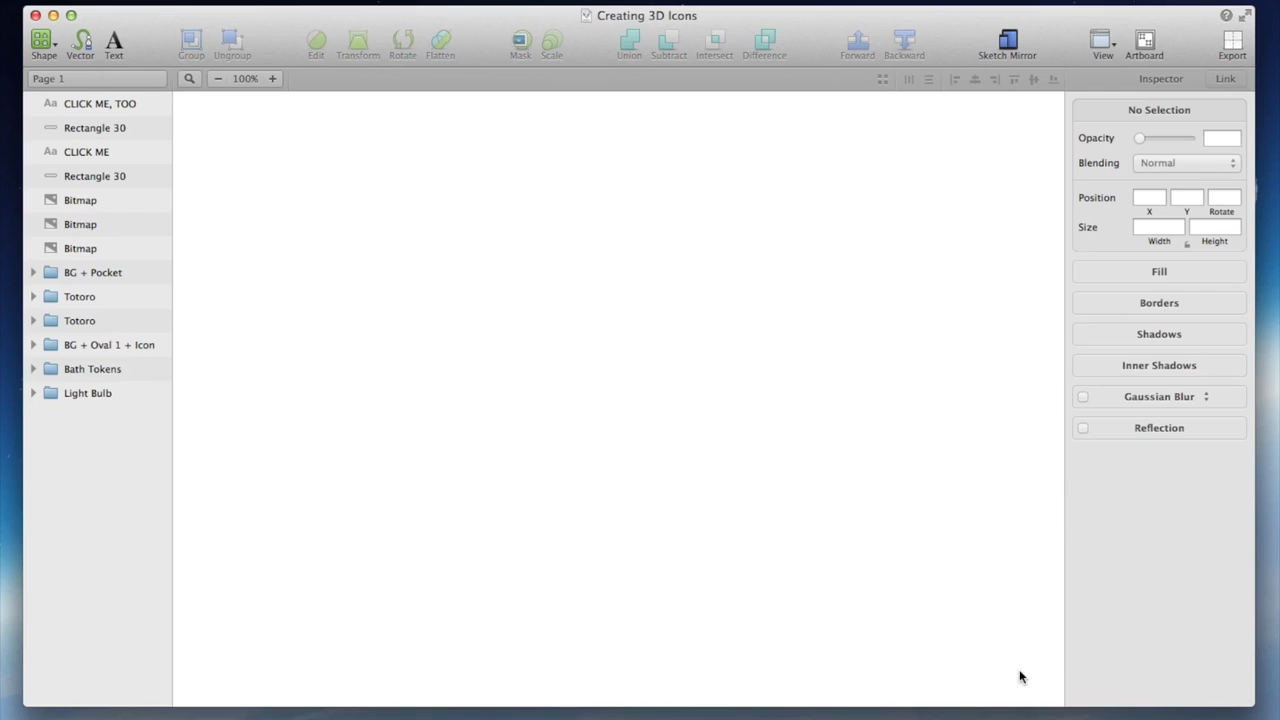 Creating 3D Icons
Shape Vector Text Group Ungroup Edit Transform Rotate Flatten Mask Scale Union Subtract Intersect Difference Forward Backward Sketch Mirror View Artboard Export
Page 1 100% Inspector Link
Aa CLICK ME, TOO
Rectangle 30
Aa CLICK ME
Rectangle 30
Bitmap
Bitmap
Bitmap
BG + Pocket
Totoro
Totoro
BG + Oval 1 + Icon
Bath Tokens
Light Bulb
No Selection
Opacity
Blending Normal
Position
X Y Rotate
Size
Width Height
Fill
Borders
Shadows
Inner Shadows
Gaussian Blur
Reflection